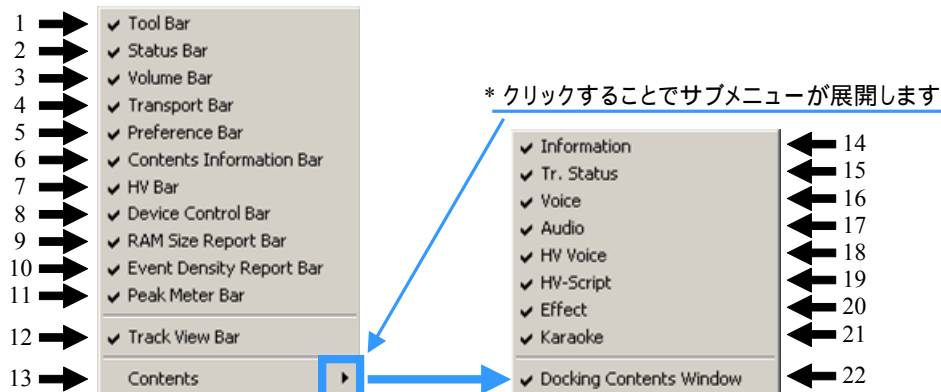 1 Tool Bar
2 Status Bar
3 Volume Bar
4 Transport Bar
5 Preference Bar
6 Contents Information Bar
7 HV Bar
8 Device Control Bar
9 RAM Size Report Bar
10 Event Density Report Bar
11 Peak Meter Bar
12 Track View Bar
13 Contents
* クリックすることでサブメニューが展開します
Information 14
Tr. Status 15
Voice 16
Audio 17
HV Voice 18
HV-Script 19
Effect 20
Karaoke 21
Docking Contents Window 22